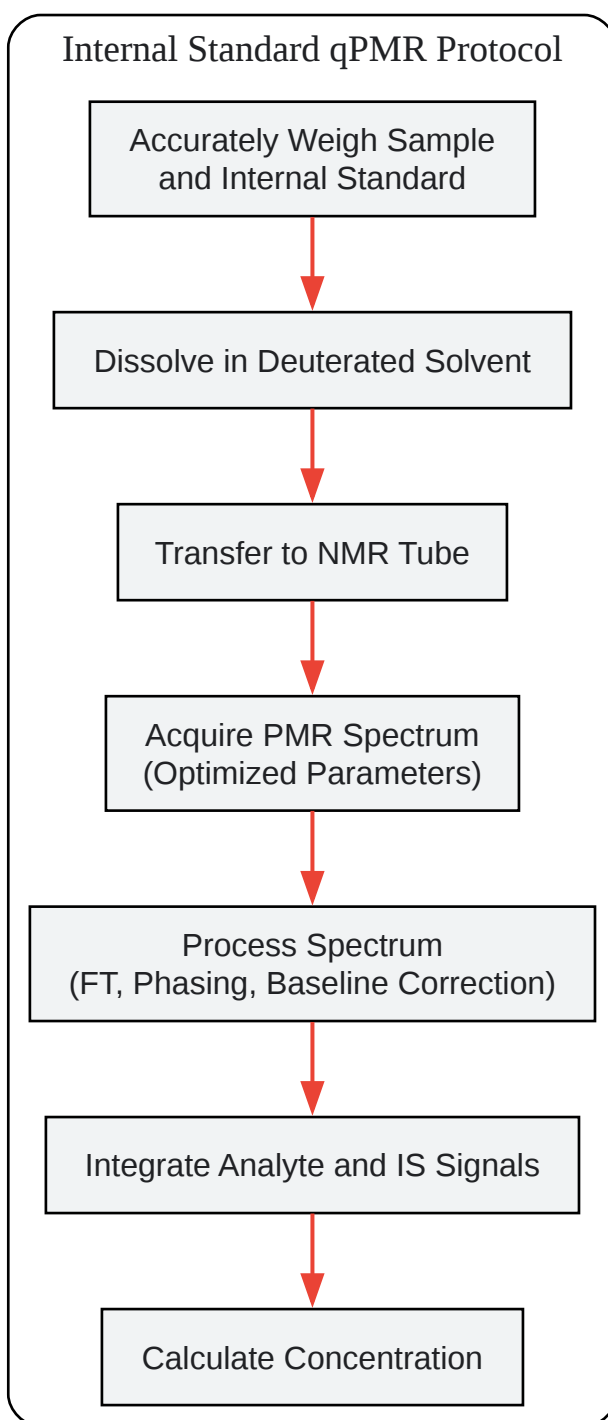 Internal Standard qPMR Protocol
Accurately Weigh Sample
and Internal Standard
Dissolve in Deuterated Solvent
Transfer to NMR Tube
Acquire PMR Spectrum
(Optimized Parameters)
Process Spectrum
(FT, Phasing, Baseline Correction)
Integrate Analyte and IS Signals
Calculate Concentration